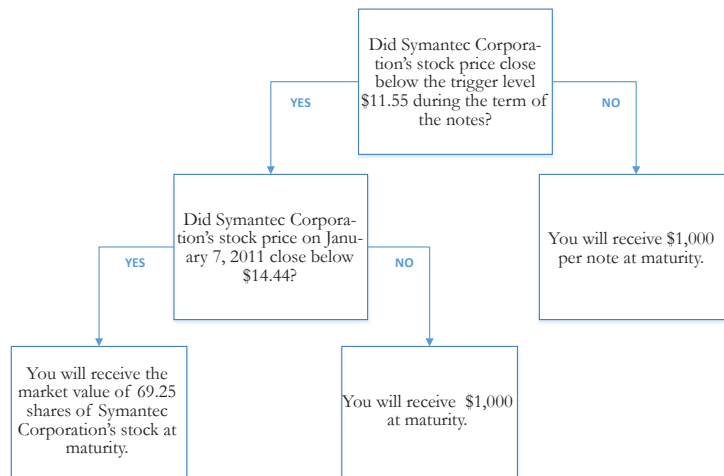 Did Symantec Corpora-
tion's stock price close
below the trigger level
$11.55 during the term of
the notes?
YES
NO
Did Symantec Corpora-
tion's stock price on Janu-
ary 7, 2011 close below
$14.44?
You will receive $1,000
per note at maturity.
YES
NO
You will receive the
market value of 69.25
shares of Symantec
Corporation's stock at
maturity.
You will receive $1,000
at maturity.